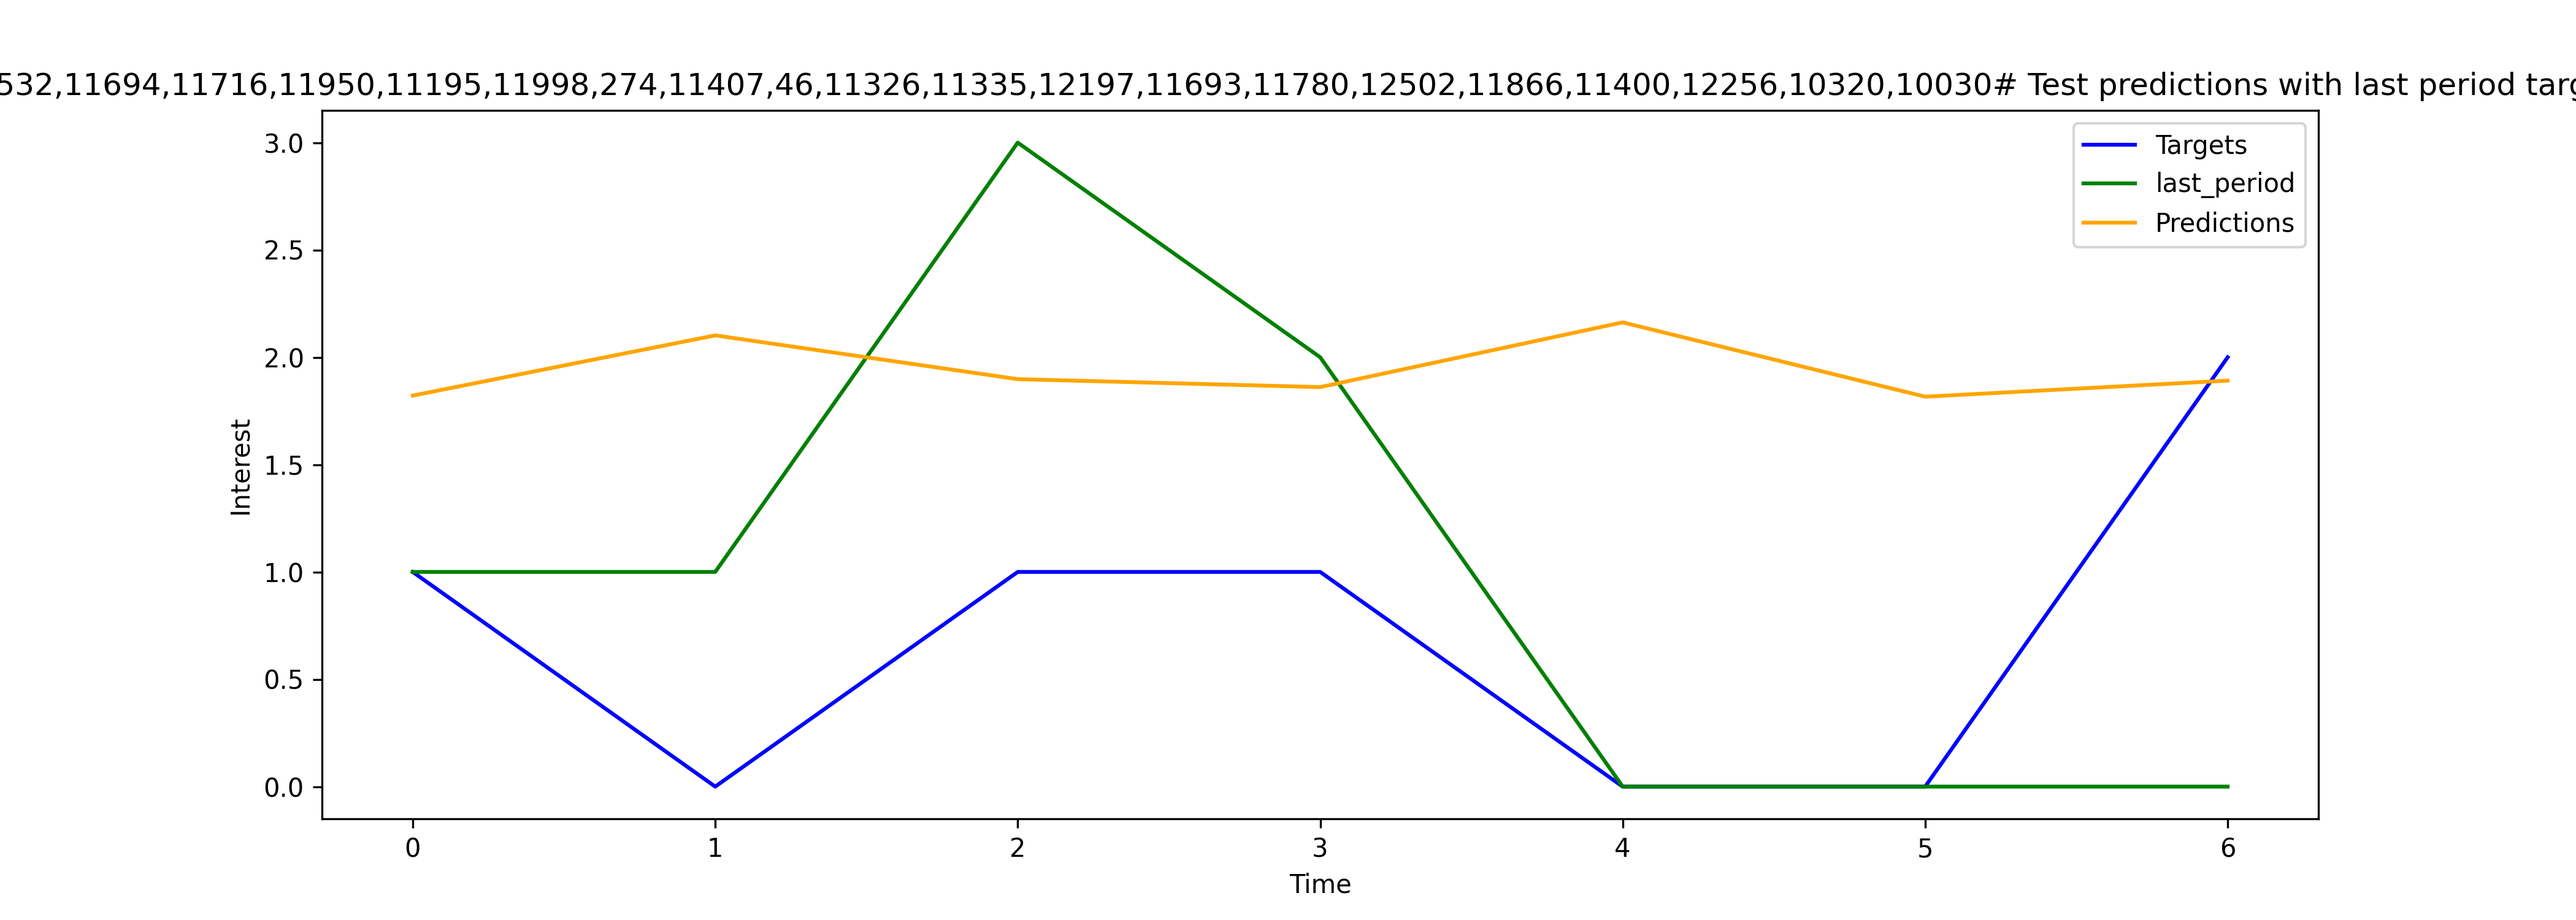 532,11694,11716,11950,11195,11998,274,11407,46,11326,11335,12197,11693,11780,12502,11866,11400,12256,10320,10030# Test predictions with last period targ
3.0
2.5
2.0
1.5
1.0
0.5
0.0
Interest
Targets
last_period
Predictions
0 1 2 3 4 5 6
Time